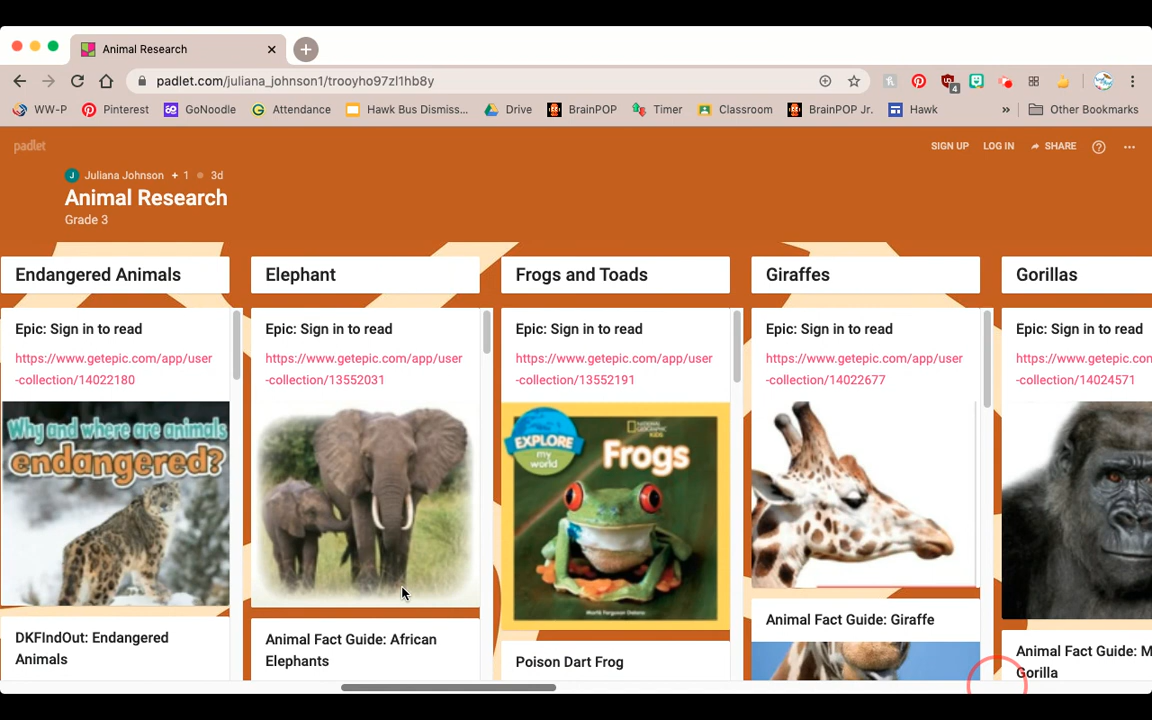 Animal Research
padlet.com/juliana_johnson1/trooyho97zl1hb8y
4
WW-P Pinterest GoNoodle Attendance Hawk Bus Dismiss... Drive BrainPOP Timer Classroom BrainPOP Jr. Hawk » Other Bookmarks
padlet SIGN UP LOG IN SHARE ? ...
J Juliana Johnson + 1 3d
Animal Research
Grade 3
Endangered Animals
Epic: Sign in to read
https://www.getepic.com/app/user
-collection/14022180
Why and where are animals
endangered?
DKFIndOut: Endangered
Animals
Elephant
Epic: Sign in to read
https://www.getepic.com/app/user
-collection/13552031
Animal Fact Guide: African
Elephants
Frogs and Toads
Epic: Sign in to read
https://www.getepic.com/app/user
-collection/13552191
EXPLORE
my
world
NATIONAL
GEOGRAPHIC
KiDS
Frogs
Poison Dart Frog
Giraffes
Epic: Sign in to read
https://www.getepic.com/app/user
-collection/14022677
Animal Fact Guide: Giraffe
Gorillas
Epic: Sign in to read
https://www.getepic.com
-collection/14024571
Animal Fact Guide: M
Gorilla